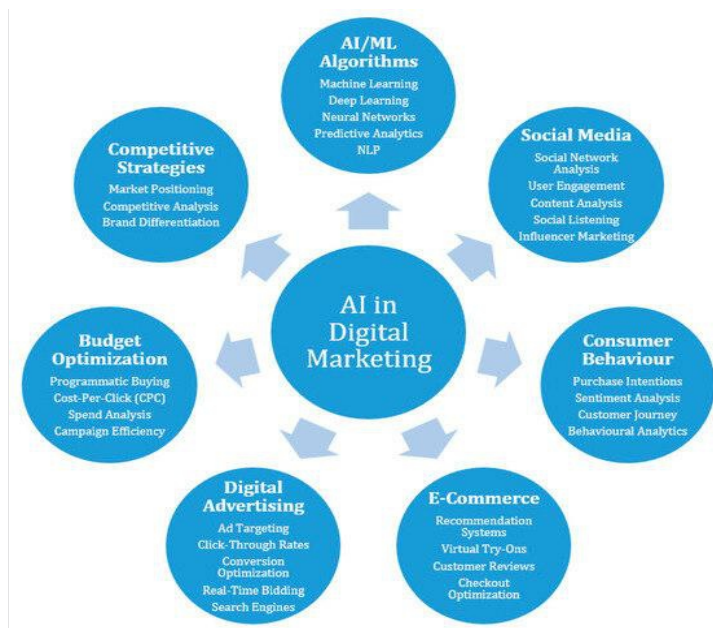 AI/ML
Algorithms
Machine Learning
Deep Learning
Neural Networks
Predictive Analytics
NLP
Social Media
Social Network
Analysis
User Engagement
Content Analysis
Social Listening
Influencer Marketing
Consumer
Behaviour
Purchase Intentions
Sentiment Analysis
Customer Journey
Behavioural Analytics
E-Commerce
Recommendation
Systems
Virtual Try-Ons
Customer Reviews
Checkout
Optimization
Digital
Advertising
Ad Targeting
Click-Through Rates
Conversion
Optimization
Real-Time Bidding
Search Engines
Budget
Optimization
Programmatic Buying
Cost-Per-Click (CPC)
Spend Analysis
Campaign Efficiency
Competitive
Strategies
Market Positioning
Competitive Analysis
Brand Differentiation
AI in
Digital
Marketing